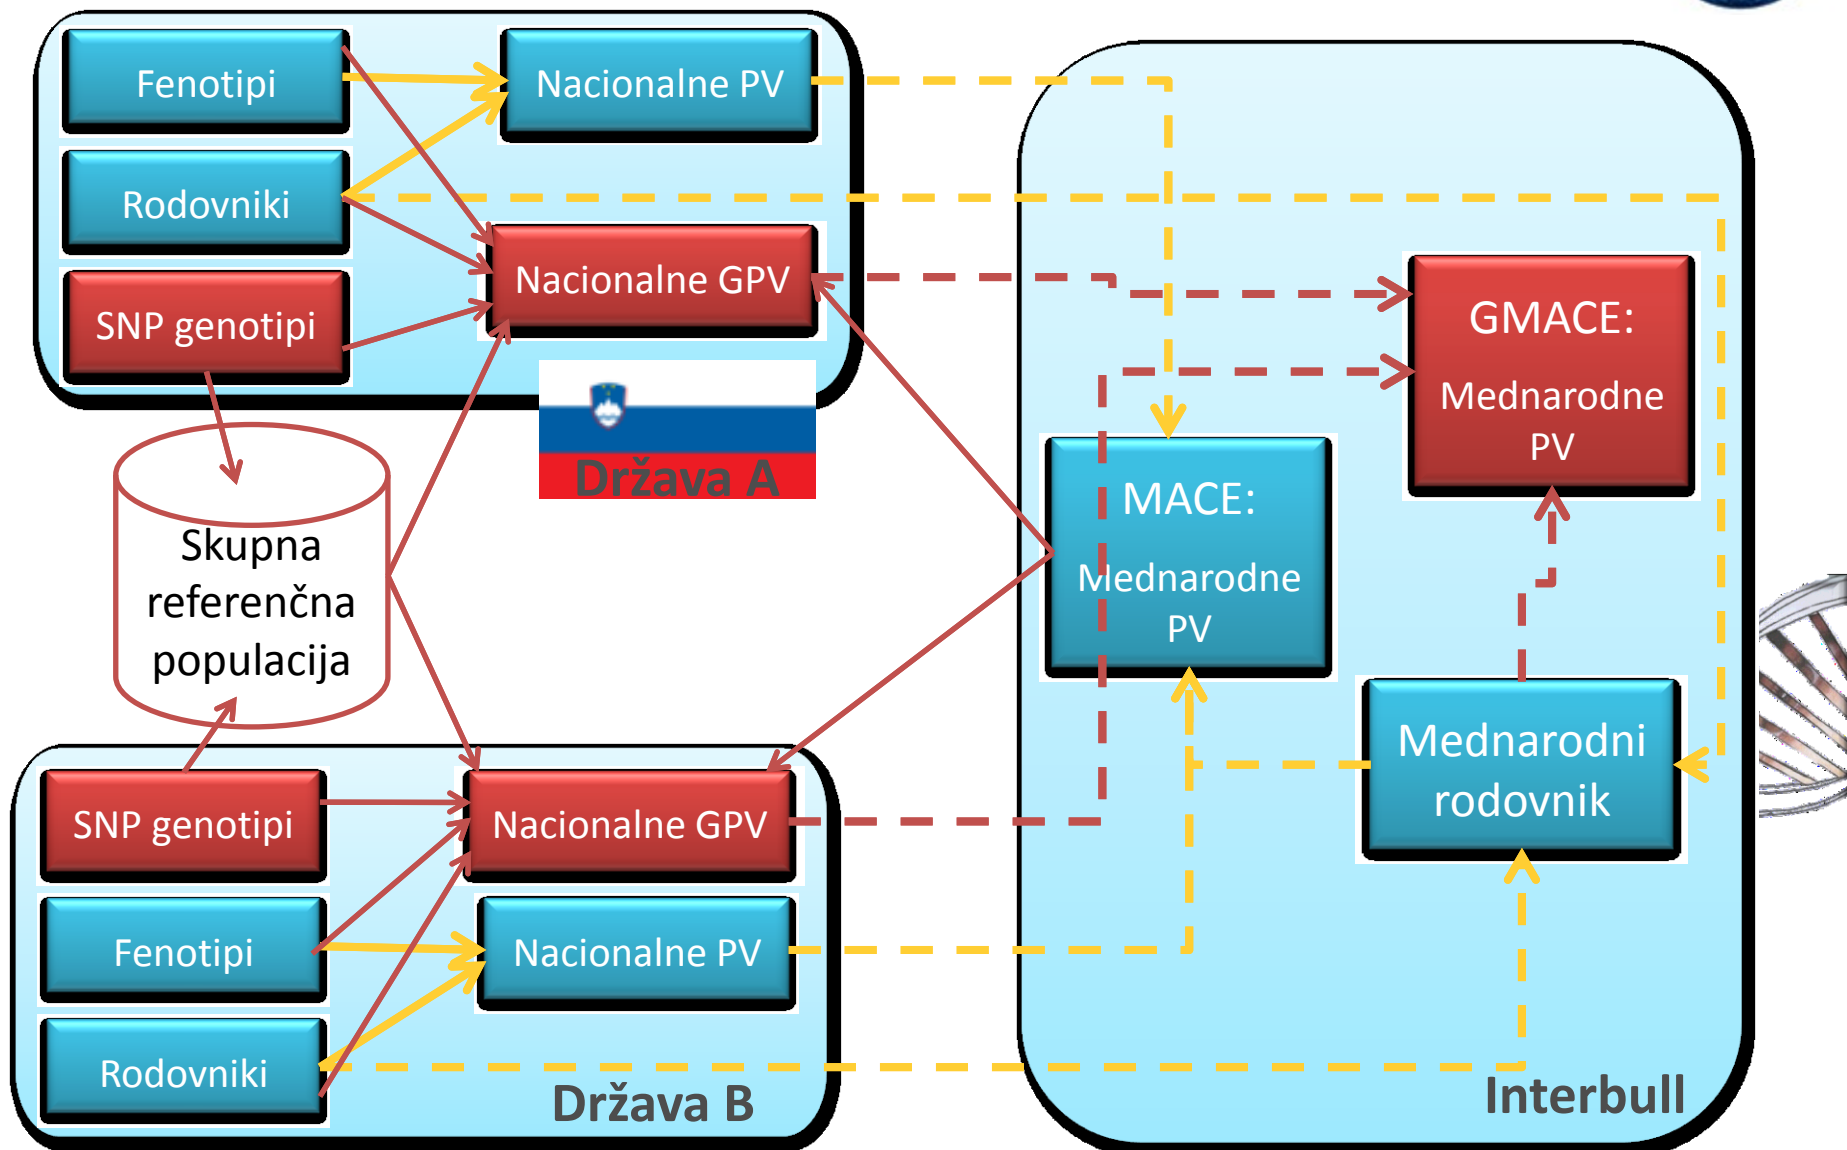 Fenotipi
Nacionalne PV
Rodovniki
Nacionalne GPV
SNP genotipi
Država A
Skupna
referenčna
populacija
SNP genotipi
Nacionalne GPV
Fenotipi
Nacionalne PV
Rodovniki
Država B
GMACE:
Mednarodne
PV
MACE:
Mednarodne
PV
Mednarodni
rodovnik
Interbull